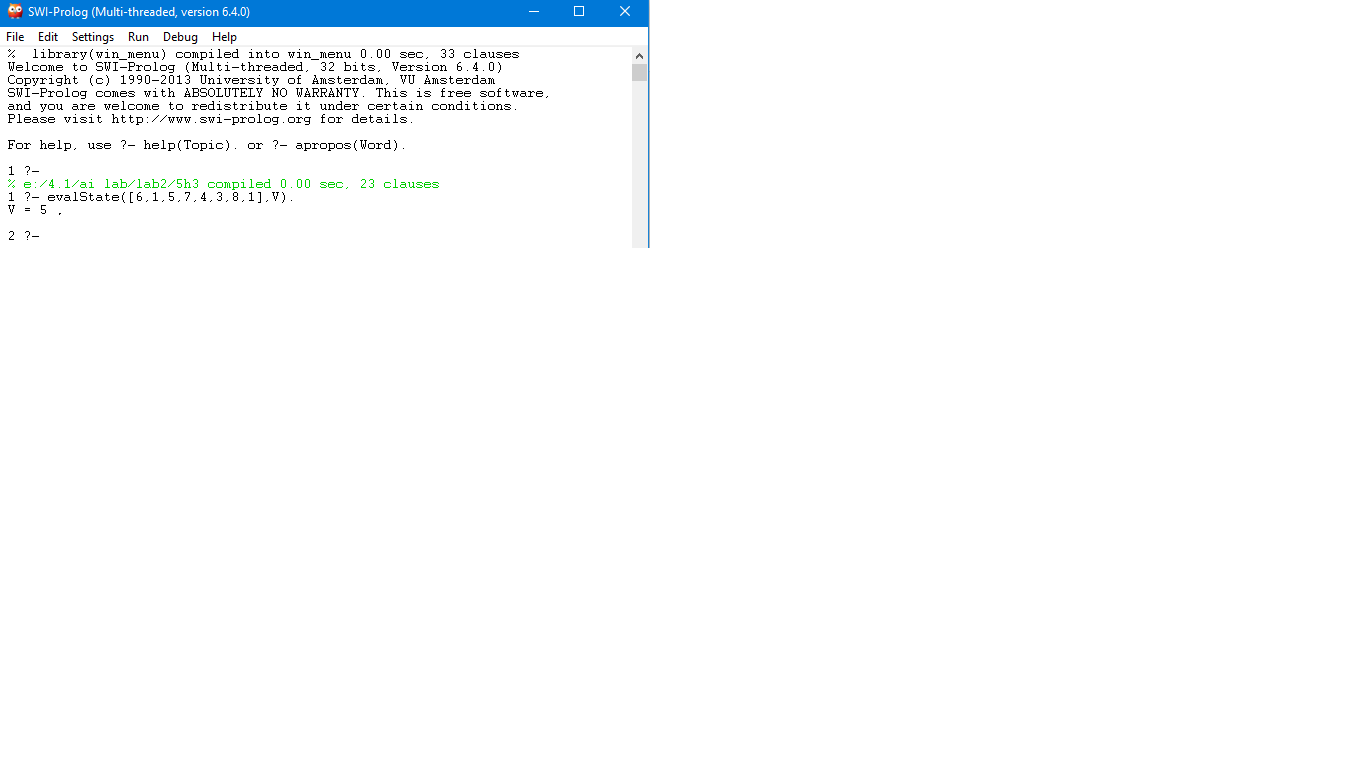 SWI-Prolog (Multi-threaded, version 6.4.0)
File Edit Settings Run Debug Help
%  library(win_menu) compiled into win_menu 0.00 sec, 33 clauses
Welcome to SWI-Prolog (Multi-threaded, 32 bits, Version 6.4.0)
Copyright (c) 1990-2013 University of Amsterdam, VU Amsterdam
SWI-Prolog comes with ABSOLUTELY NO WARRANTY. This is free software,
and you are welcome to redistribute it under certain conditions.
Please visit http://www.swi-prolog.org for details.
For help, use ?- help(Topic). or ?- apropos(Word).
1 ?-
% e:/4.1/ai lab/lab2/5h3 compiled 0.00 sec, 23 clauses
1 ?- evalState([6,1,5,7,4,3,8,1],V).
V = 5 .
2 ?-